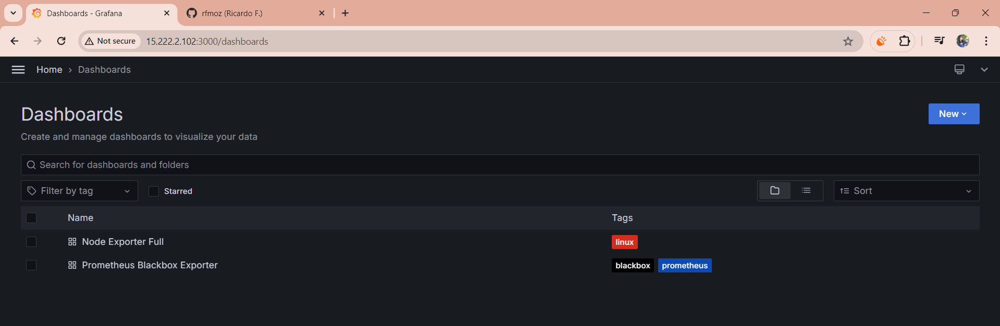 Dashboards - Grafana
rfmoz (Ricardo F.)
Not secure
15.222.2.102:3000/dashboards
Home › Dashboards
Dashboards
New
Create and manage dashboards to visualize your data
Search for dashboards and folders
Filter by tag
Starred
Sort
Name Tags
Node Exporter Full linux
Prometheus Blackbox Exporter blackbox prometheus